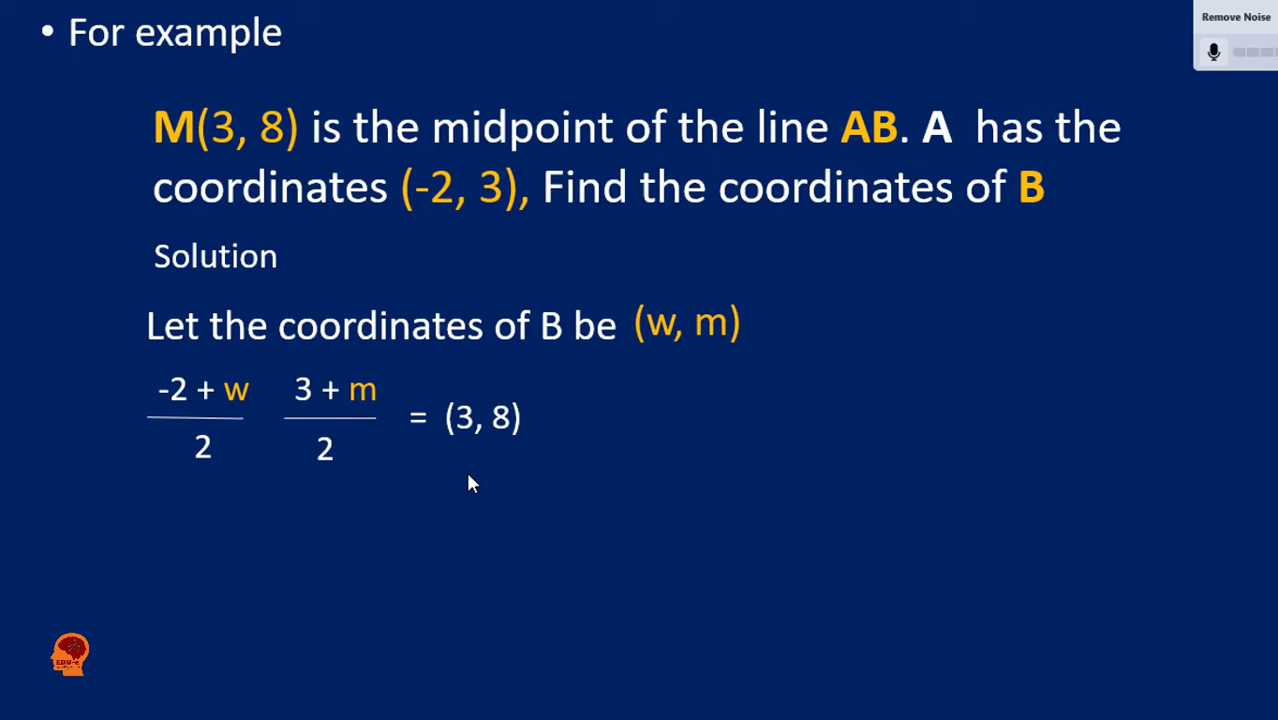 • For example
Remove Noise
M(3, 8) is the midpoint of the line AB. A has the
coordinates (-2, 3), Find the coordinates of B
Solution
Let the coordinates of B be (w, m)
-2 + w 3 + m
= (3, 8)
2 2
EDU-C